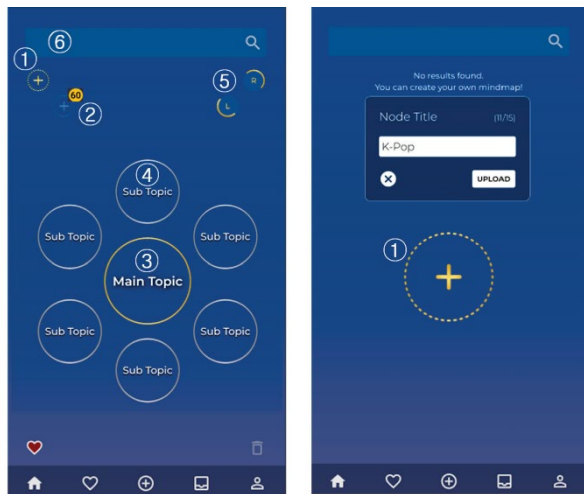 ⑥
①
+
60
②
⑤
R
L
④
Sub Topic
Sub Topic
Sub Topic
③
Main Topic
Sub Topic
Sub Topic
Sub Topic
No results found.
You can create your own mindmap!
Node Title (11/15)
K-Pop
UPLOAD
①
+